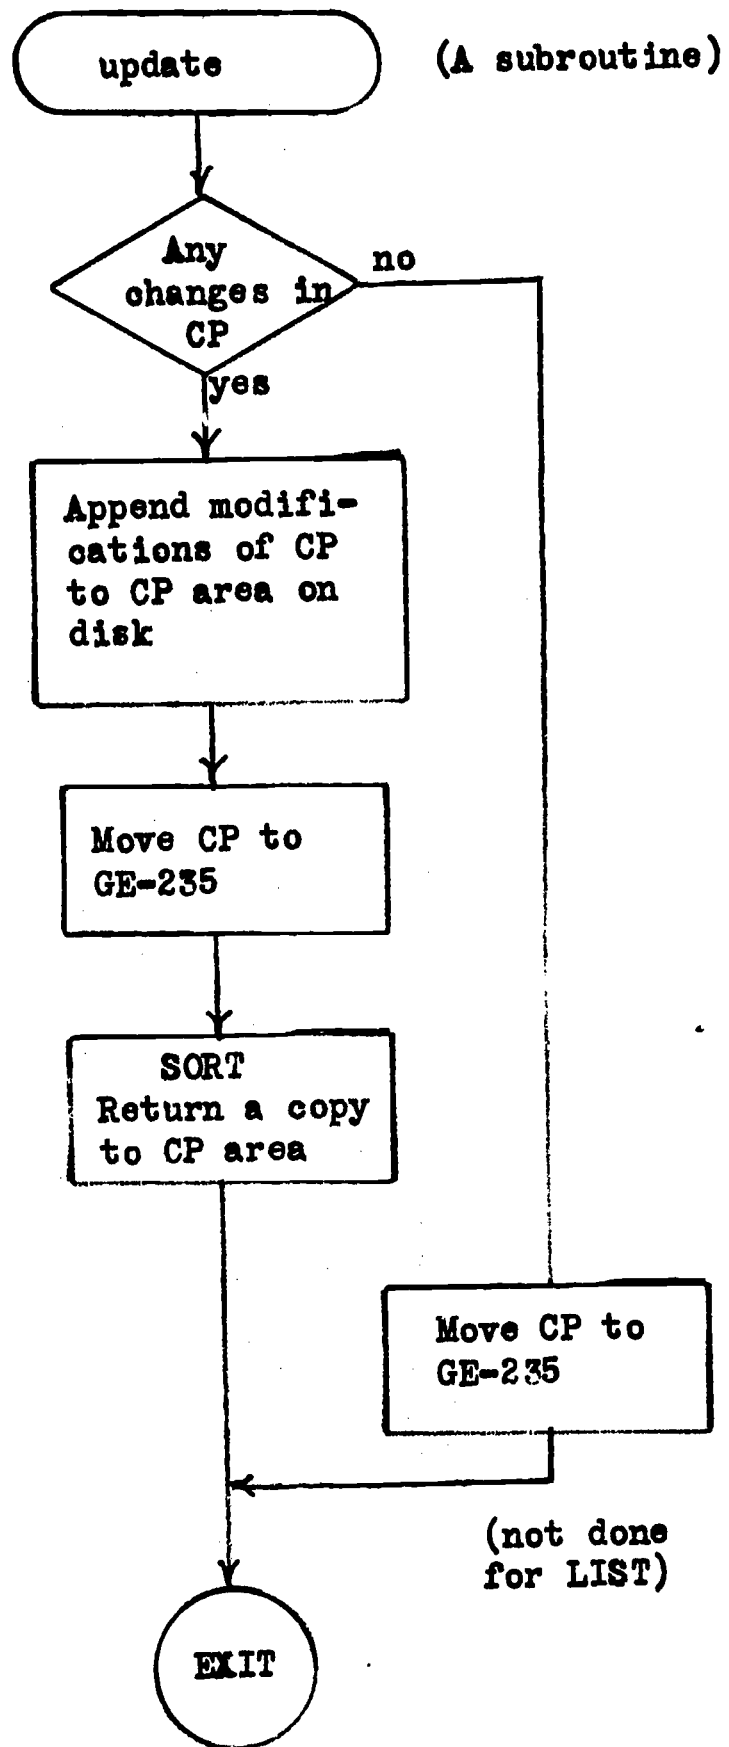 update
(A subroutine)
Any
changes in
CP
no
yes
Append modifi-
cations of CP
to CP area on
disk
Move CP to
GE-235
SORT
Return a copy
to CP area
Move CP to
GE-235
(not done
for LIST)
EXIT